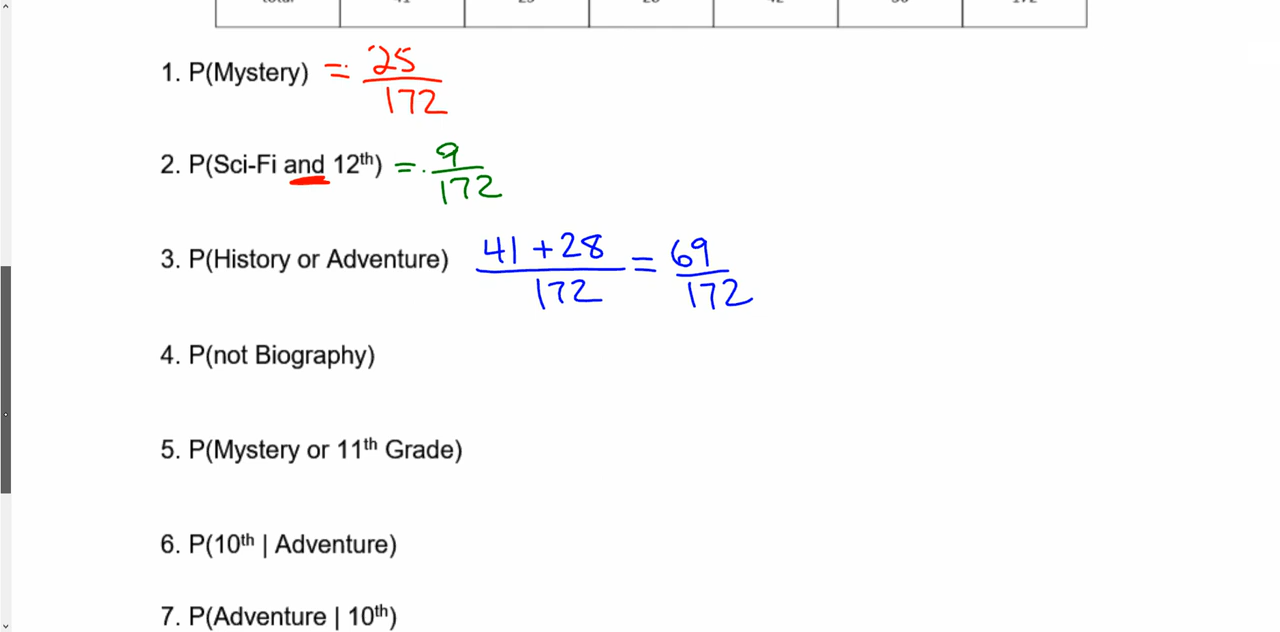 1. P(Mystery) = 25/172
2. P(Sci-Fi and 12th) = 9/172
3. P(History or Adventure) 41 + 28/172 = 69/172
4. P(not Biography)
5. P(Mystery or 11th Grade)
6. P(10th | Adventure)
7. P(Adventure | 10th)